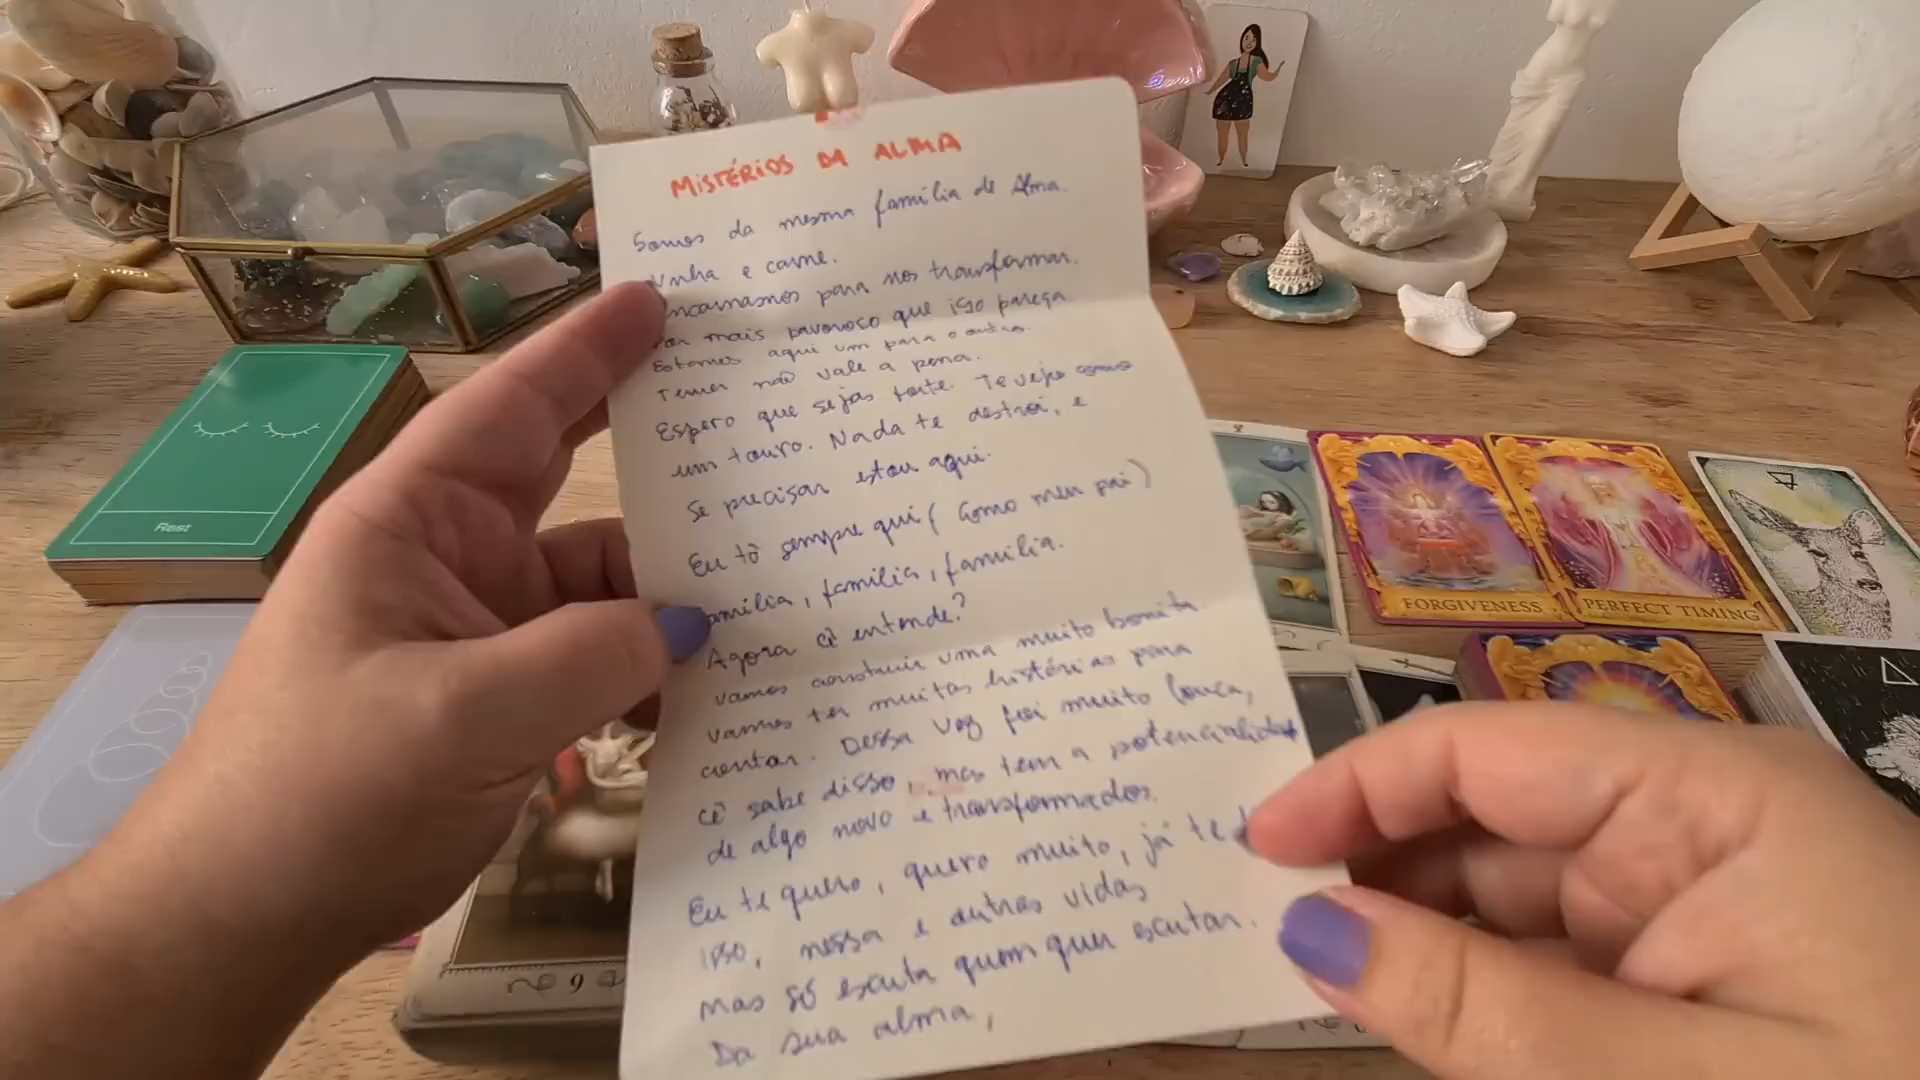 MISTÉRIOS DA ALMA
Somos da mesma família de Alma.
Unha e carne.
Encarnamos para nos transformar.
Por mais pavoroso que isso pareça
Estamos aqui um para o outro.
Temer não vale a pena.
Espero que sejas forte. Te vejo como
um touro. Nada te destroi, e
se precisar estou aqui.
Eu tô sempre qui ( Como meu pai )
família, família, família.
Agora cê entende?
vamos construir uma muito bonita
vamos ter muitas histórias para
contar. Dessa vez foi muito louca,
cê sabe disso, mas tem a potencialidade
de algo novo e transformador.
Eu te quero, quero muito, já te
isso, nessa e outras vidas
mas só escuta quem quer escutar.
Da sua alma,
Rest
FORGIVENESS
PERFECT TIMING
9